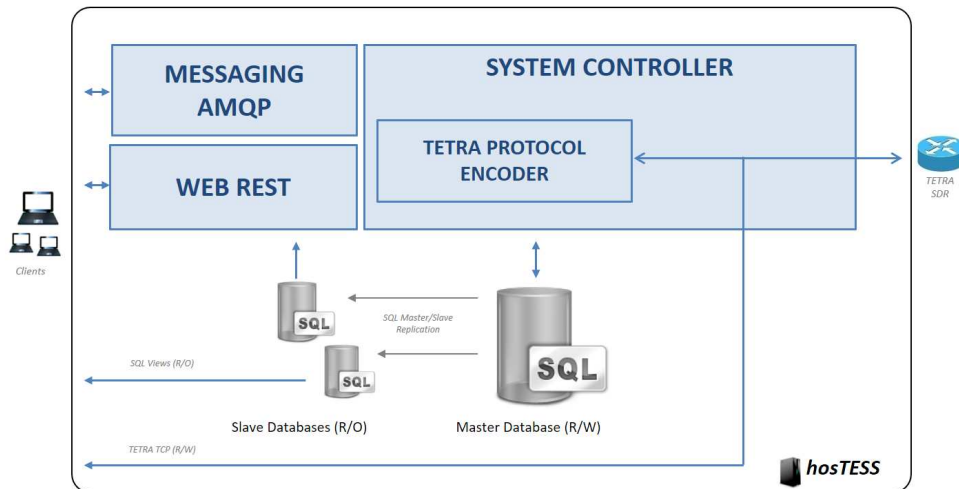 MESSAGING
AMQP
SYSTEM CONTROLLER
TETRA PROTOCOL
ENCODER
WEB REST
TETRA
SDR
Clients
SQL
SQL Master/Slave
Replication
SQL
SQL
SQL Views (R/O)
Slave Databases (R/O)
Master Database (R/W)
TETRA TCP (R/W)
hosTESS